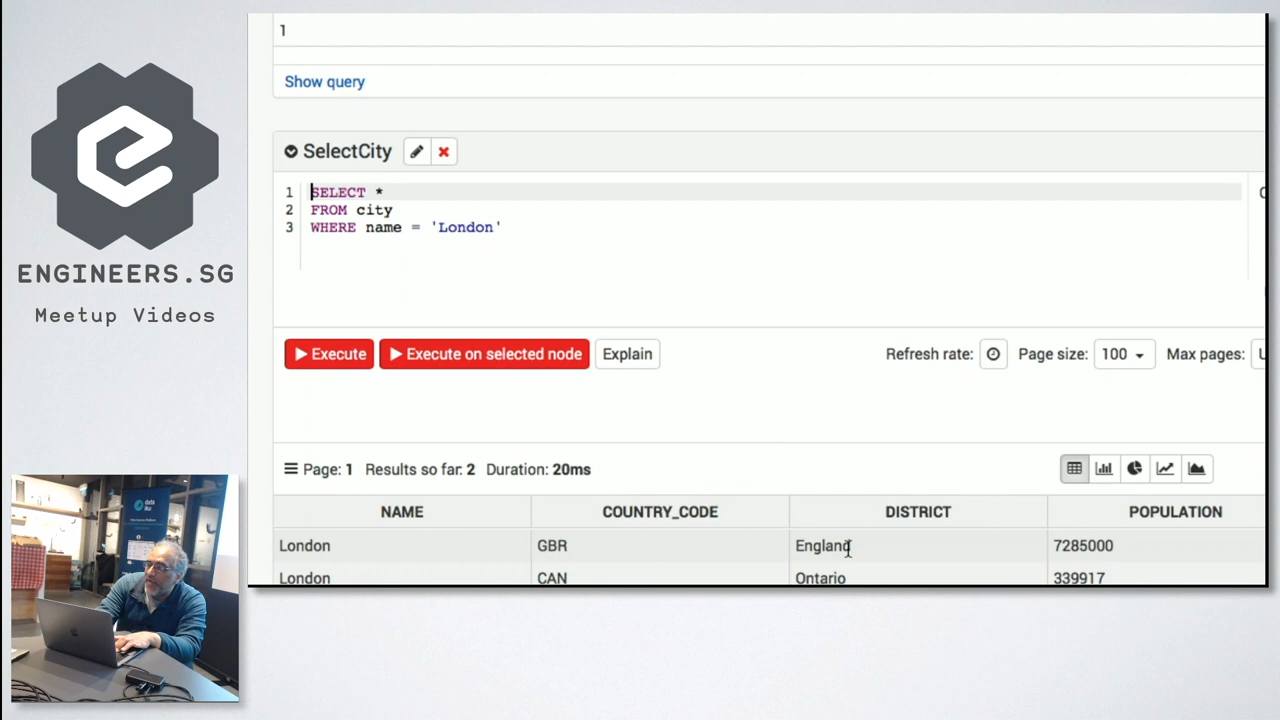 1
Show query
SelectCity
1 SELECT *
2 FROM city
3 WHERE name = 'London'
Execute Execute on selected node Explain Refresh rate: Page size: 100 Max pages:
Page: 1 Results so far: 2 Duration: 20ms
NAME COUNTRY_CODE DISTRICT POPULATION
London GBR England 7285000
London CAN Ontario 339917
ENGINEERS.SG
Meetup Videos
data
iku